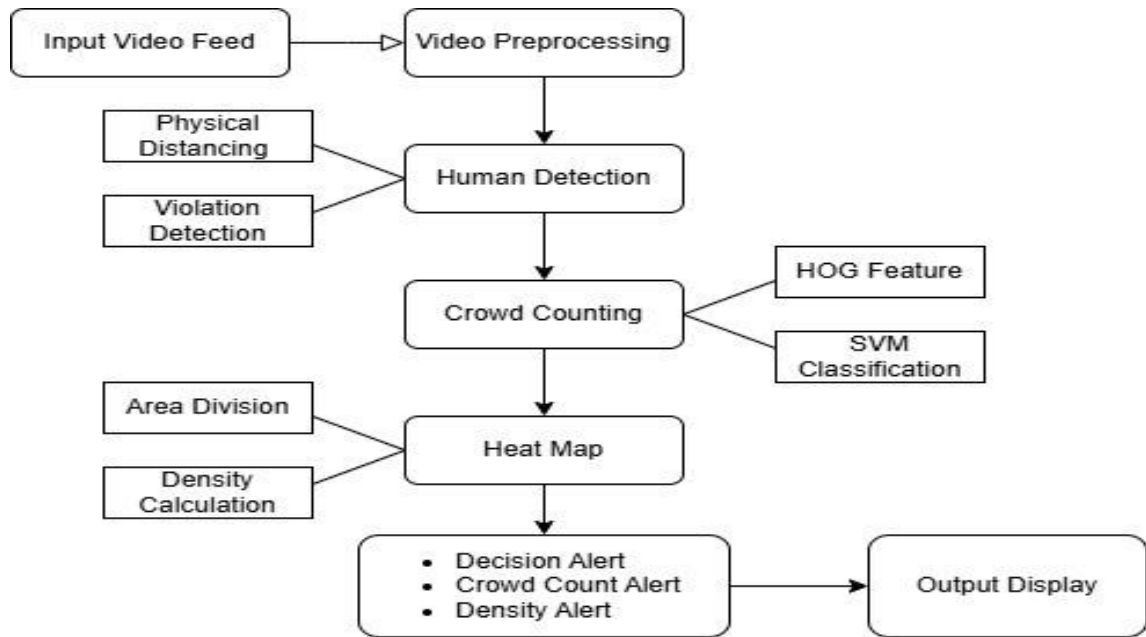 Input Video Feed
Video Preprocessing
Physical
Distancing
Human Detection
Violation
Detection
HOG Feature
Crowd Counting
SVM
Classification
Area Division
Heat Map
Density
Calculation
• Decision Alert
• Crowd Count Alert
• Density Alert
Output Display